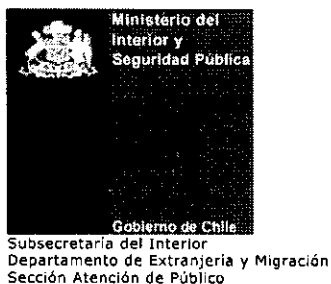 Ministerio del
Interior y
Seguridad Pública
Gobierno de Chile
Subsecretaría del Interior
Departamento de Extranjería y Migración
Sección Atención de Público